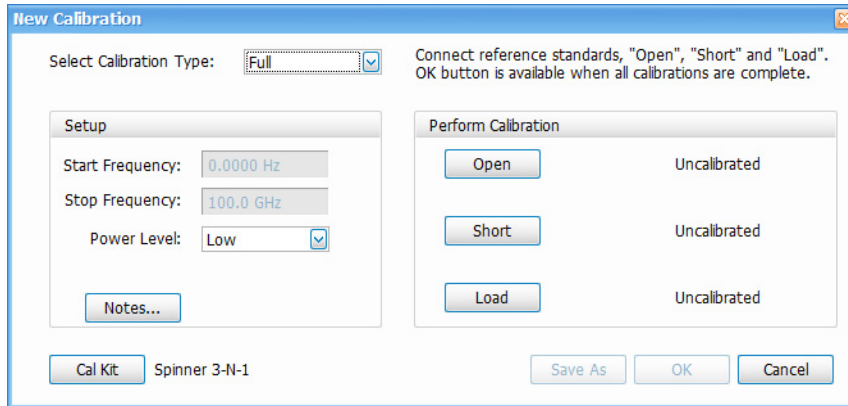 New Calibration
Select Calibration Type: Full
Connect reference standards, "Open", "Short" and "Load".
OK button is available when all calibrations are complete.
Setup
Start Frequency: 0.0000 Hz
Stop Frequency: 100.0 GHz
Power Level: Low
Notes...
Perform Calibration
Open Uncalibrated
Short Uncalibrated
Load Uncalibrated
Cal Kit Spinner 3-N-1
Save As OK Cancel